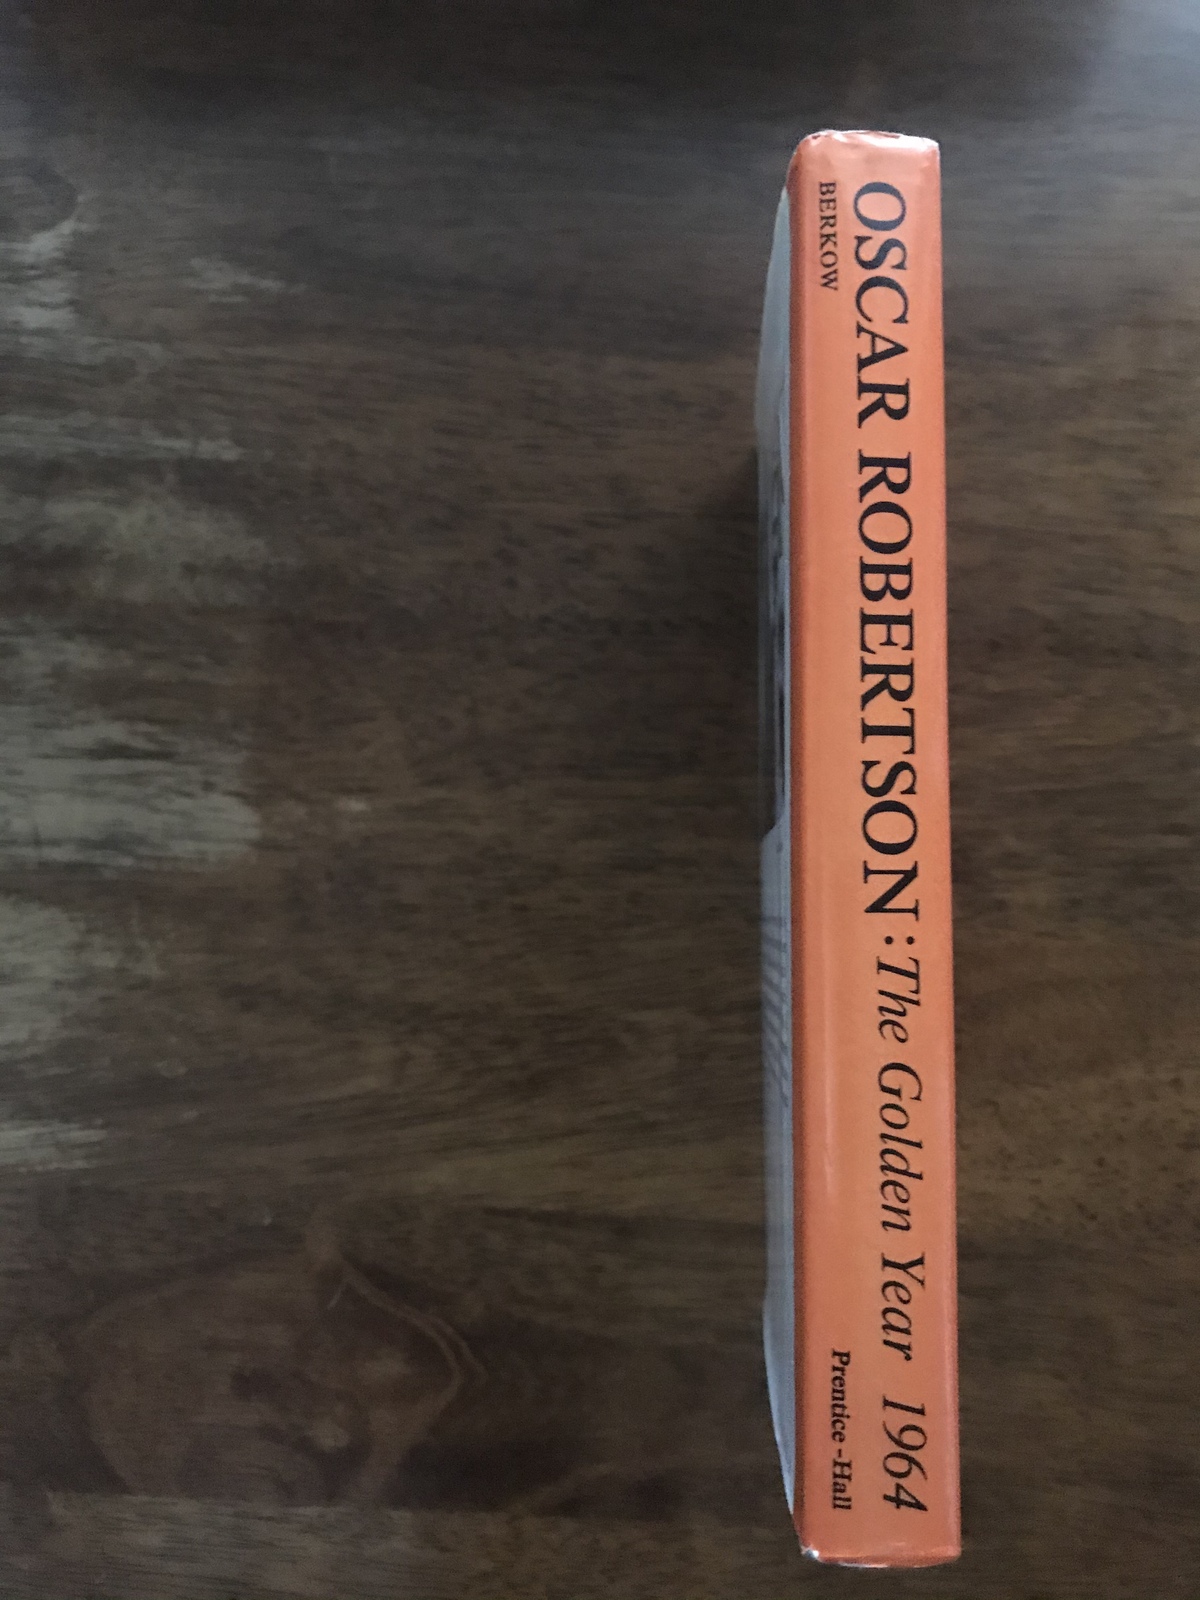 OSCAR ROBERTSON: The Golden Year 1964
BERKOW
Prentice-Hall